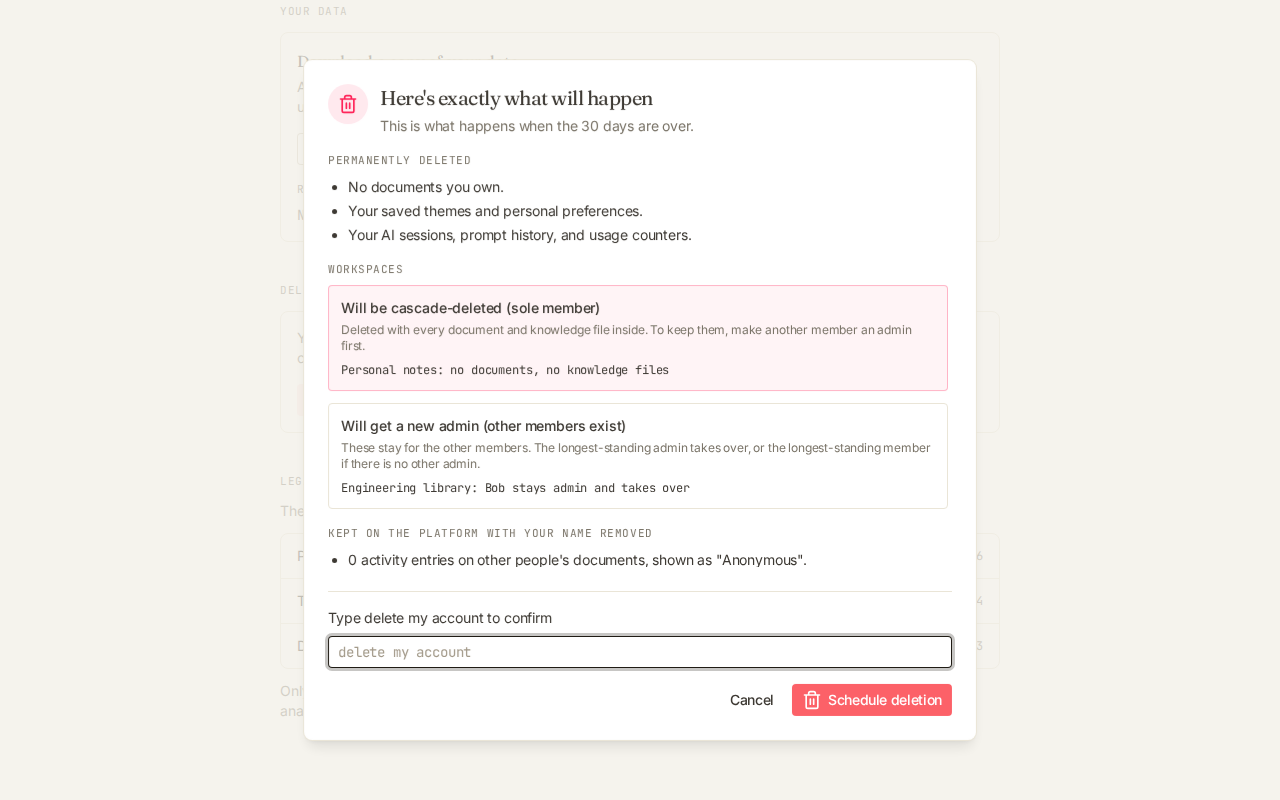 YOUR DATA
Here's exactly what will happen
This is what happens when the 30 days are over.
PERMANENTLY DELETED
No documents you own.
Your saved themes and personal preferences.
Your AI sessions, prompt history, and usage counters.
WORKSPACES
Will be cascade-deleted (sole member)
Deleted with every document and knowledge file inside. To keep them, make another member an admin
first.
Personal notes: no documents, no knowledge files
Will get a new admin (other members exist)
These stay for the other members. The longest-standing admin takes over, or the longest-standing member
if there is no other admin.
Engineering library: Bob stays admin and takes over
KEPT ON THE PLATFORM WITH YOUR NAME REMOVED
0 activity entries on other people's documents, shown as "Anonymous".
Type delete my account to confirm
delete my account
Cancel
Schedule deletion